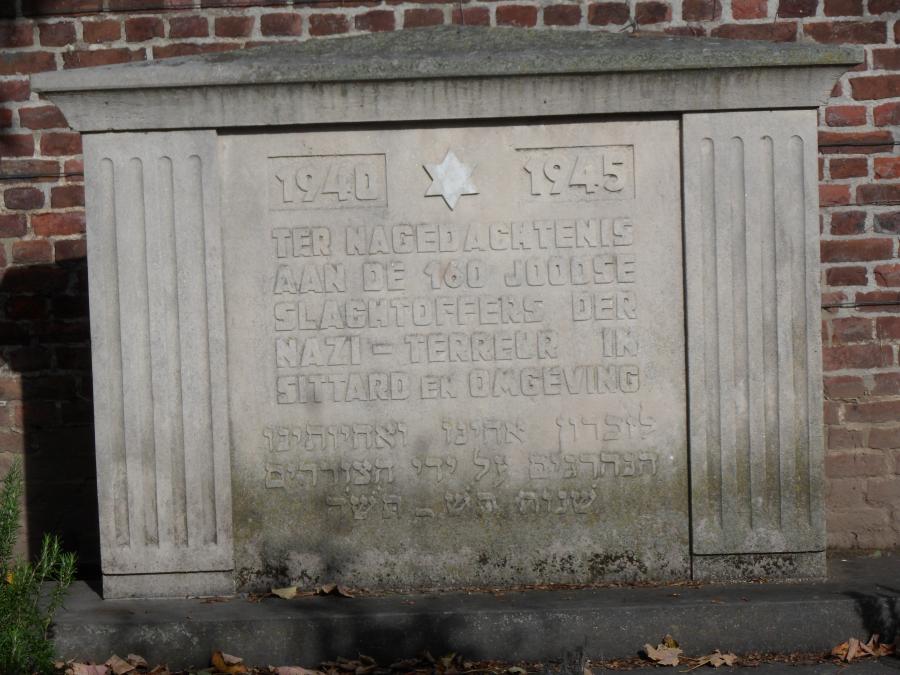 1940 1945
TER NAGEDACHTENIS
AAN DE 160 JOODSE
SLACHTOFFERS DER
NAZI-TERREUR IN
SITTARD EN OMGEVING
לזכרון אחינו ואחיותינו
הנהרגים על ידי הצוררים
שנות תש_תש"ה